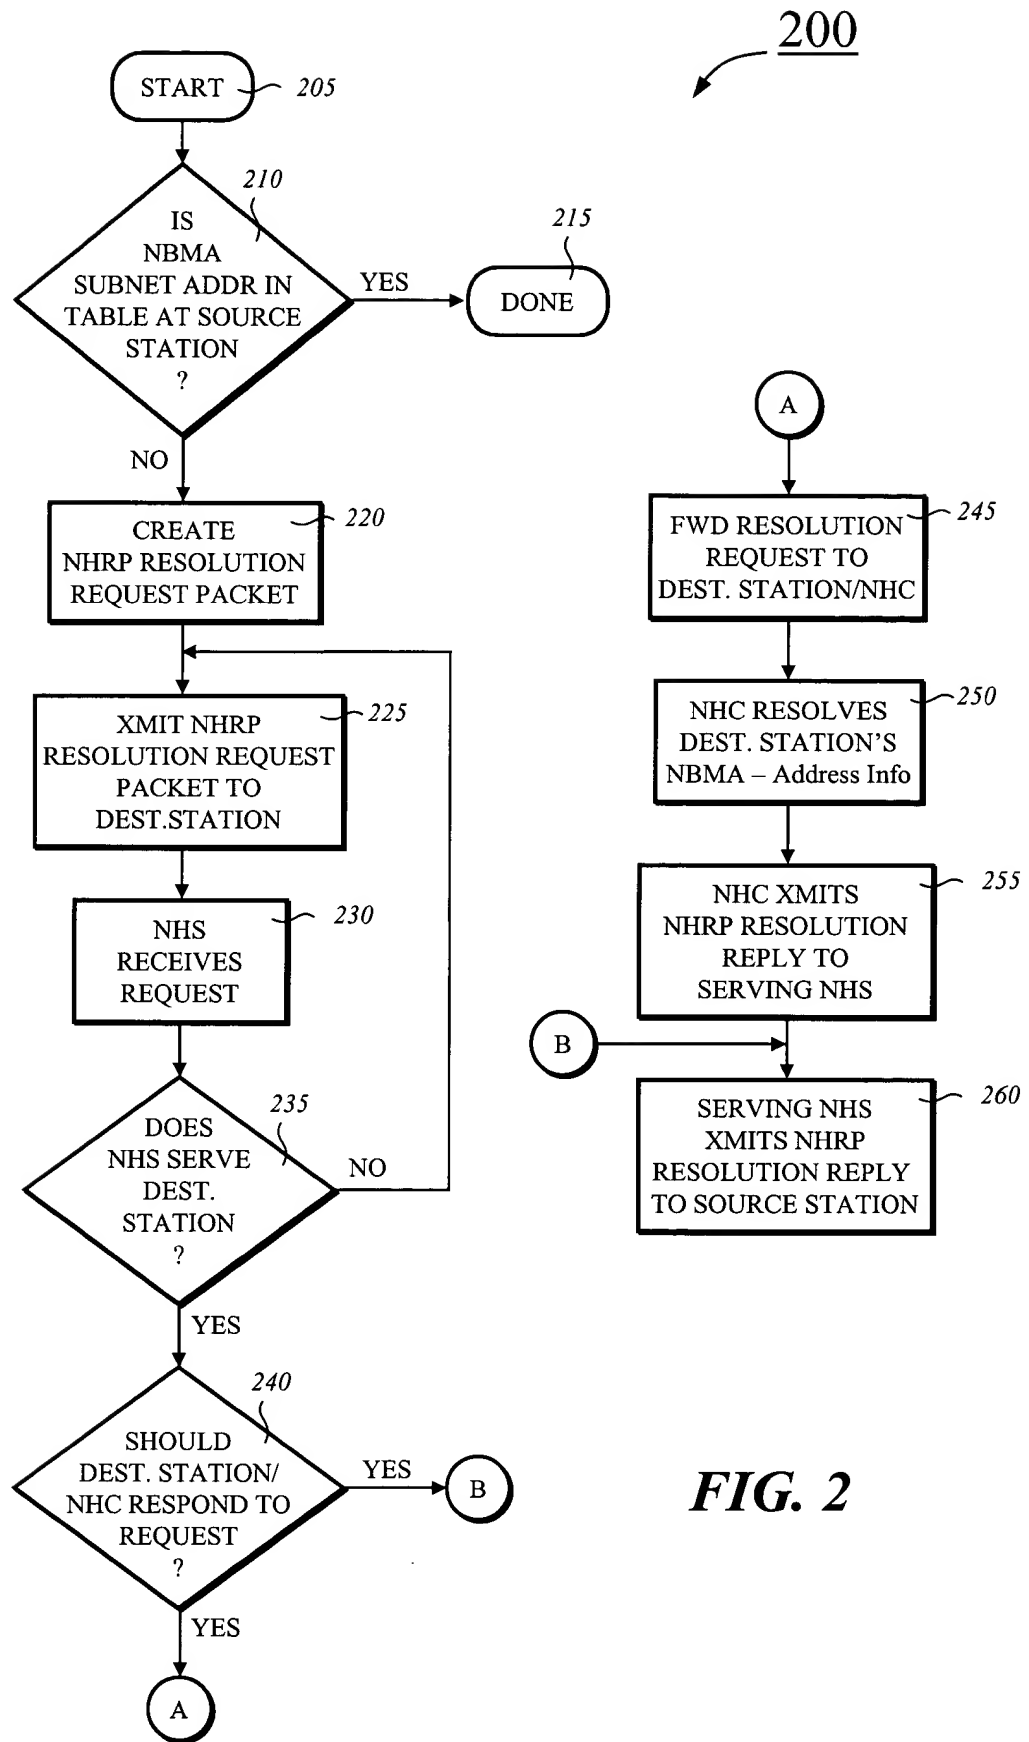 200
START
205
210
IS
NBMA
SUBNET ADDR IN
TABLE AT SOURCE
STATION
?
YES
215
DONE
NO
220
CREATE
NHRP RESOLUTION
REQUEST PACKET
225
XMIT NHRP
RESOLUTION REQUEST
PACKET TO
DEST.STATION
230
NHS
RECEIVES
REQUEST
235
DOES
NHS SERVE
DEST.
STATION
?
NO
YES
240
SHOULD
DEST. STATION/
NHC RESPOND TO
REQUEST
?
YES
B
YES
A
A
245
FWD RESOLUTION
REQUEST TO
DEST. STATION/NHC
250
NHC RESOLVES
DEST. STATION'S
NBMA – Address Info
255
NHC XMITS
NHRP RESOLUTION
REPLY TO
SERVING NHS
B
260
SERVING NHS
XMITS NHRP
RESOLUTION REPLY
TO SOURCE STATION
FIG. 2